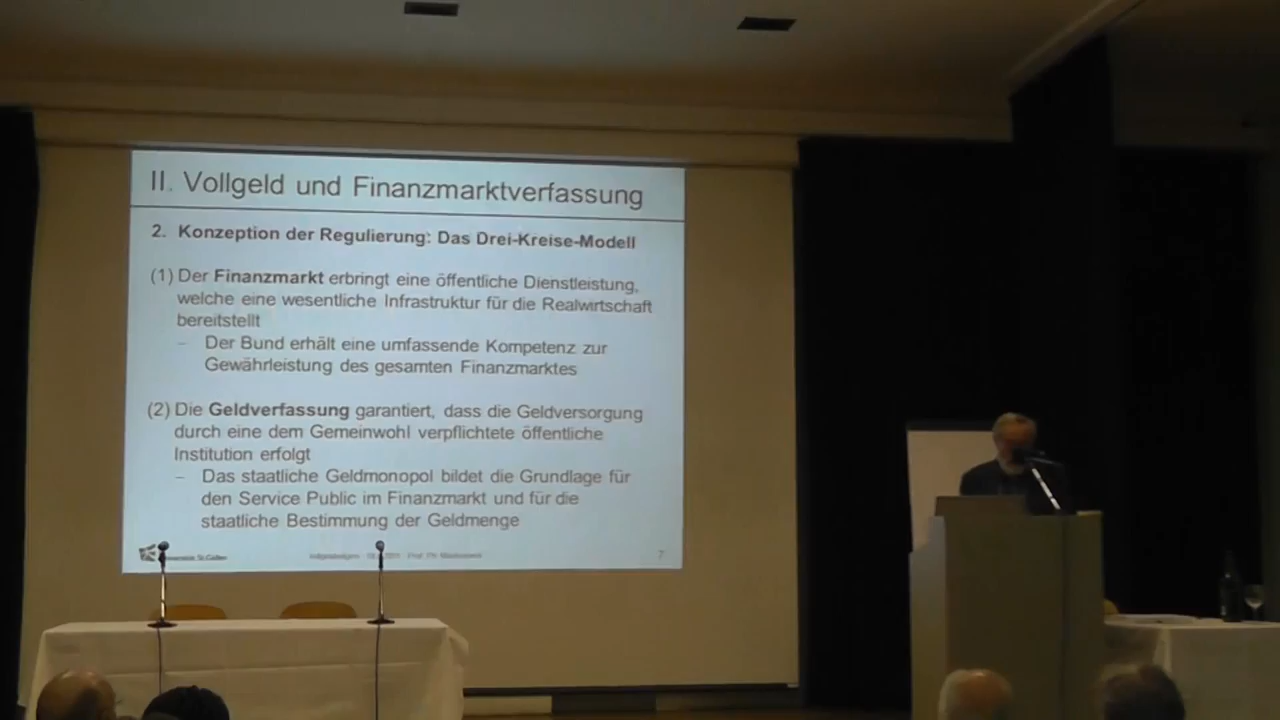 II. Vollgeld und Finanzmarktverfassung
2. Konzeption der Regulierung: Das Drei-Kreise-Modell
(1) Der Finanzmarkt erbringt eine öffentliche Dienstleistung,
welche eine wesentliche Infrastruktur für die Realwirtschaft
bereitstellt
– Der Bund erhält eine umfassende Kompetenz zur
Gewährleistung des gesamten Finanzmarktes
(2) Die Geldverfassung garantiert, dass die Geldversorgung
durch eine dem Gemeinwohl verpflichtete öffentliche
Institution erfolgt
– Das staatliche Geldmonopol bildet die Grundlage für
den Service Public im Finanzmarkt und für die
staatliche Bestimmung der Geldmenge
St.Gallen
7